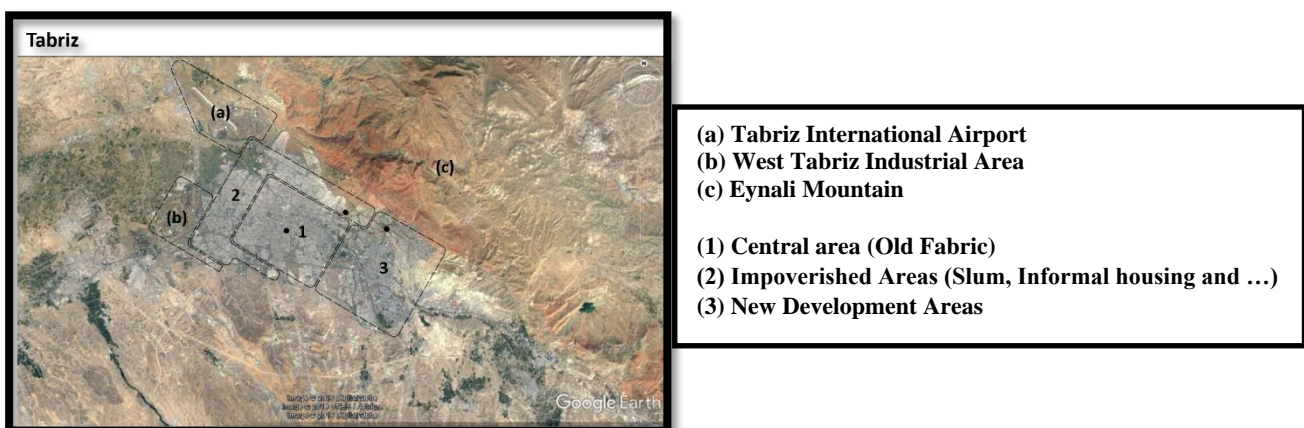 Tabriz
(a)
(c)
2
(b)
1
3
Google Earth
(a) Tabriz International Airport
(b) West Tabriz Industrial Area
(c) Eynali Mountain
(1) Central area (Old Fabric)
(2) Impoverished Areas (Slum, Informal housing and …)
(3) New Development Areas